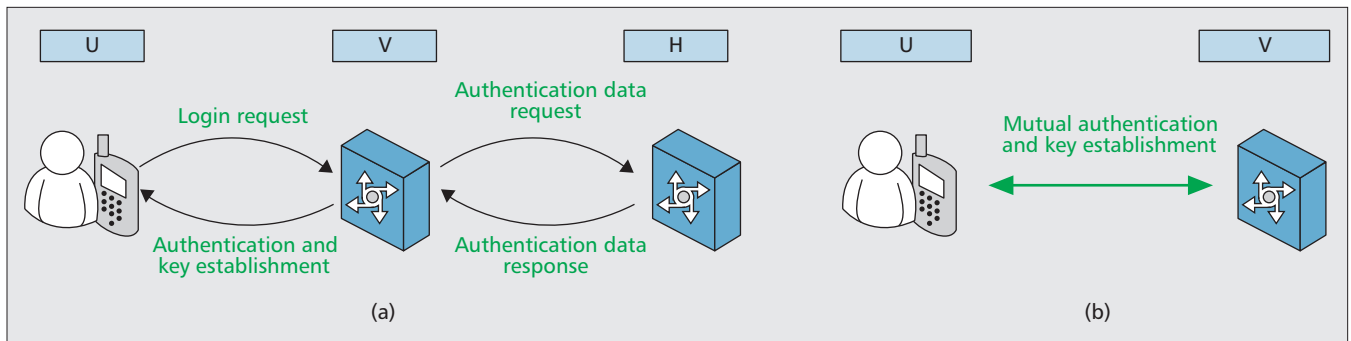 U
V
H
Login request
Authentication data
request
Authentication and
key establishment
Authentication data
response
(a)
U
V
Mutual authentication
and key establishment
(b)